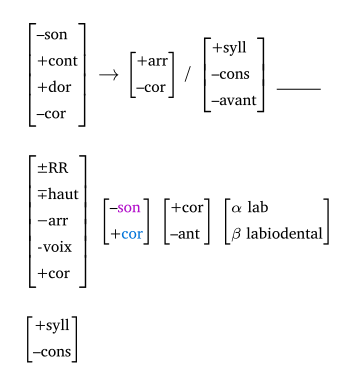 –son
+cont
+dor
–cor
→
+arr
–cor
/
+syll
–cons
–avant
____
±RR
∓haut
−arr
-voix
+cor
–son
+cor
+cor
–ant
α lab
β labiodental
+syll
–cons